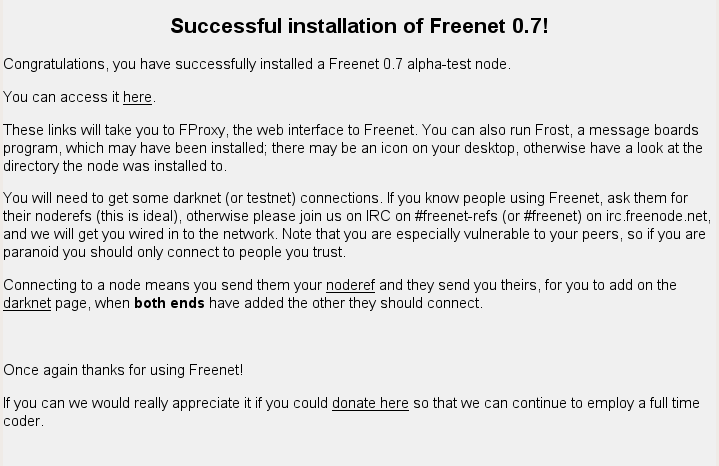 Successful installation of Freenet 0.7!
Congratulations, you have successfully installed a Freenet 0.7 alpha-test node.
You can access it here.
These links will take you to FProxy, the web interface to Freenet. You can also run Frost, a message boards
program, which may have been installed; there may be an icon on your desktop, otherwise have a look at the
directory the node was installed to.
You will need to get some darknet (or testnet) connections. If you know people using Freenet, ask them for
their noderefs (this is ideal), otherwise please join us on IRC on #freenet-refs (or #freenet) on irc.freenode.net,
and we will get you wired in to the network. Note that you are especially vulnerable to your peers, so if you are
paranoid you should only connect to people you trust.
Connecting to a node means you send them your noderef and they send you theirs, for you to add on the
darknet page, when both ends have added the other they should connect.
Once again thanks for using Freenet!
If you can we would really appreciate it if you could donate here so that we can continue to employ a full time
coder.